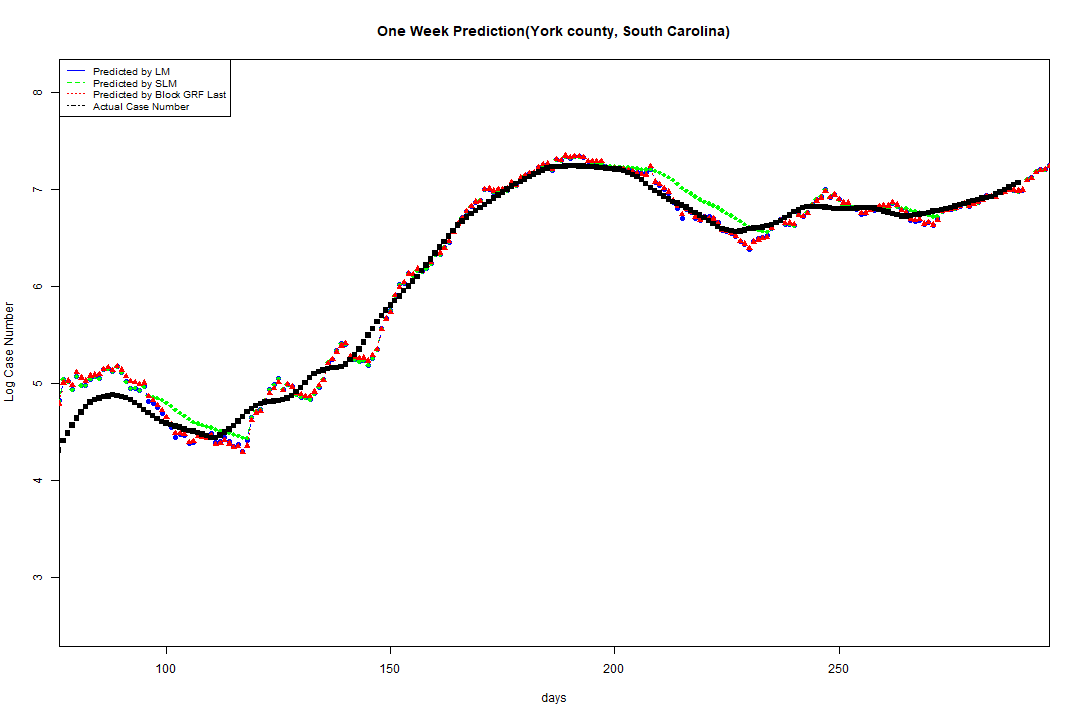 One Week Prediction(York county, South Carolina)
Predicted by LM
Predicted by SLM
Predicted by Block GRF Last
Actual Case Number
8
7
6
5
4
3
Log Case Number
100 150 200 250
days